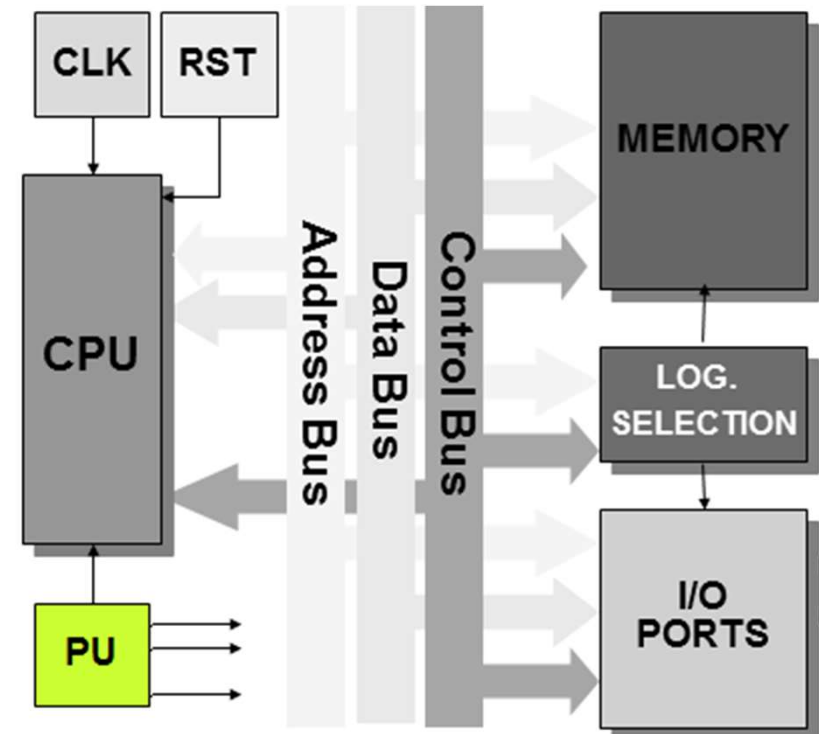 CLK
RST
CPU
PU
Address Bus
Data Bus
Control Bus
MEMORY
LOG.
SELECTION
I/O
PORTS